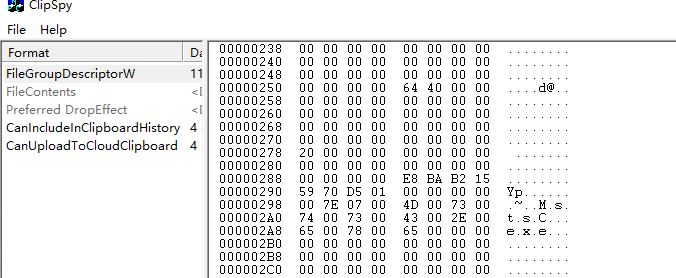 ClipSpy
File Help
Format Da
FileGroupDescriptorW 11
FileContents <D
Preferred DropEffect <D
CanIncludeInClipboardHistory 4
CanUploadToCloudClipboard 4
00000238 00 00 00 00 00 00 00 00 ........
00000240 00 00 00 00 00 00 00 00 ........
00000248 00 00 00 00 00 00 00 00 ........
00000250 00 00 00 00 64 40 00 00 ....d@..
00000258 00 00 00 00 00 00 00 00 ........
00000260 00 00 00 00 00 00 00 00 ........
00000268 00 00 00 00 00 00 00 00 ........
00000270 00 00 00 00 00 00 00 00 ........
00000278 20 00 00 00 00 00 00 00 .......
00000280 00 00 00 00 00 00 00 00 ........
00000288 00 00 00 00 E8 BA B2 15 ........
00000290 59 70 D5 01 00 00 00 00 Yp......
00000298 00 7E 07 00 4D 00 73 00 .~..M.s.
000002A0 74 00 73 00 43 00 2E 00 t.s.C...
000002A8 65 00 78 00 65 00 00 00 e.x.e...
000002B0 00 00 00 00 00 00 00 00 ........
000002B8 00 00 00 00 00 00 00 00 ........
000002C0 00 00 00 00 00 00 00 00 ........